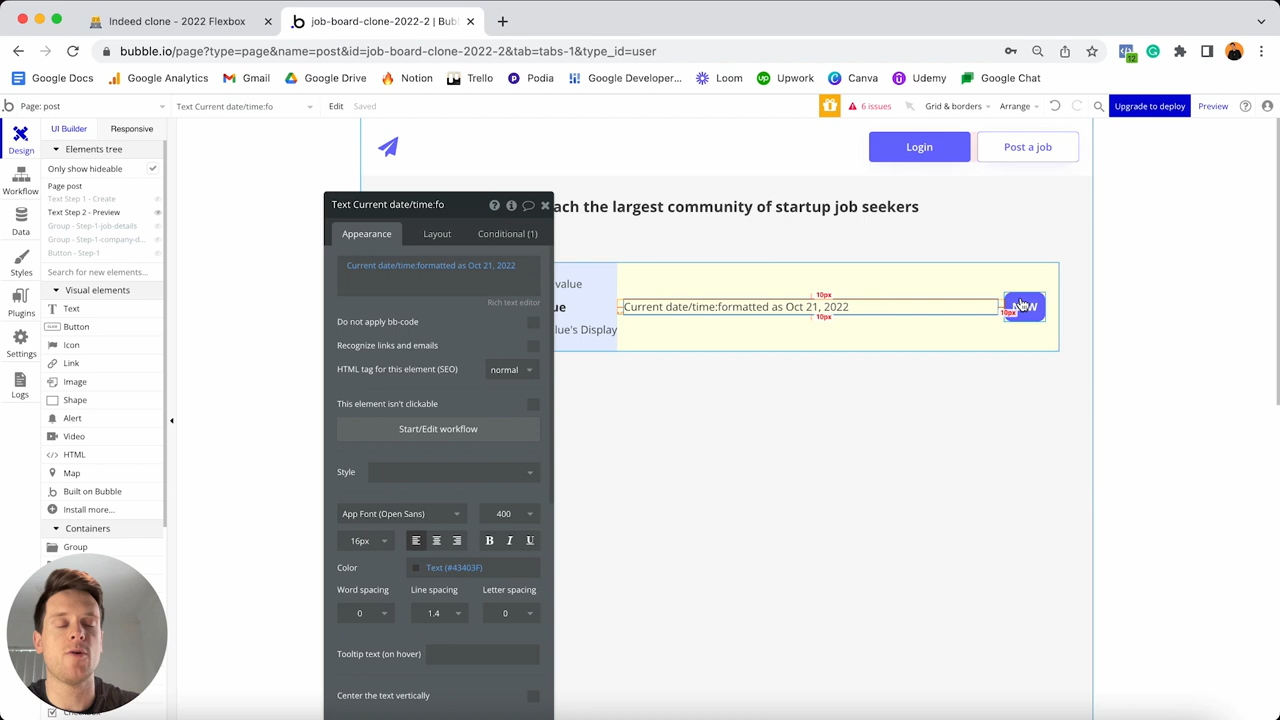 Indeed clone - 2022 Flexbox
job-board-clone-2022-2 | Bub
bubble.io/page?type=page&name=post&id=job-board-clone-2022-2&tab=tabs-1&type_id=user
12
Google Docs Google Analytics Gmail Google Drive Notion Trello Podia Google Developer... Loom Upwork Canva Udemy Google Chat
Page: post Text Current date/time:fo Edit Saved 6 issues Grid & borders Arrange Upgrade to deploy Preview
Design
Workflow
Data
Styles
Plugins
Settings
Logs
UI Builder Responsive
Elements tree
Only show hideable
Page post
Text Step 1 - Create
Text Step 2 - Preview
Group - Step-1-job-details
Group - Step-1-company-d...
Button - Step-1
Search for new elements...
Visual elements
Text
Button
Icon
Link
Image
Shape
Alert
Video
HTML
Map
Built on Bubble
Install more...
Containers
Group
Login
Post a job
ach the largest community of startup job seekers
value
ue
lue's Display
Current date/time:formatted as Oct 21, 2022
10px
10px
10px
Text Current date/time:fo
Appearance Layout Conditional (1)
Current date/time:formatted as Oct 21, 2022
Rich text editor
Do not apply bb-code
Recognize links and emails
HTML tag for this element (SEO) normal
This element isn't clickable
Start/Edit workflow
Style
App Font (Open Sans) 400
16px B I U
Color Text (#43403F)
Word spacing Line spacing Letter spacing
0 1.4 0
Tooltip text (on hover)
Center the text vertically